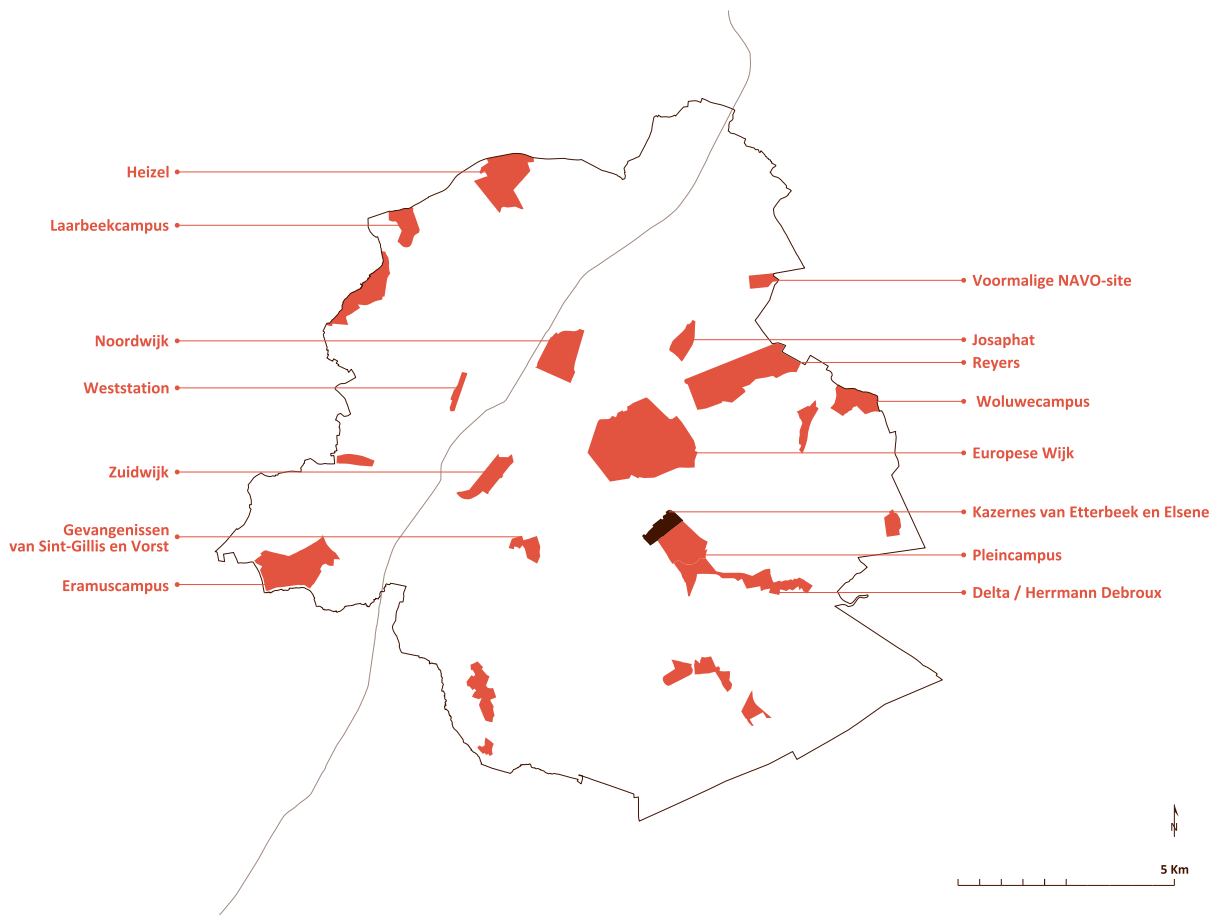 Heizel
Laarbeekcampus
Voormalige NAVO-site
Noordwijk
Josaphat
Reyers
Weststation
Woluwecampus
Europese Wijk
Zuidwijk
Kazernes van Etterbeek en Elsene
Gevangenissen
van Sint-Gillis en Vorst
Pleincampus
Eramuscampus
Delta / Herrmann Debroux
N
5 Km